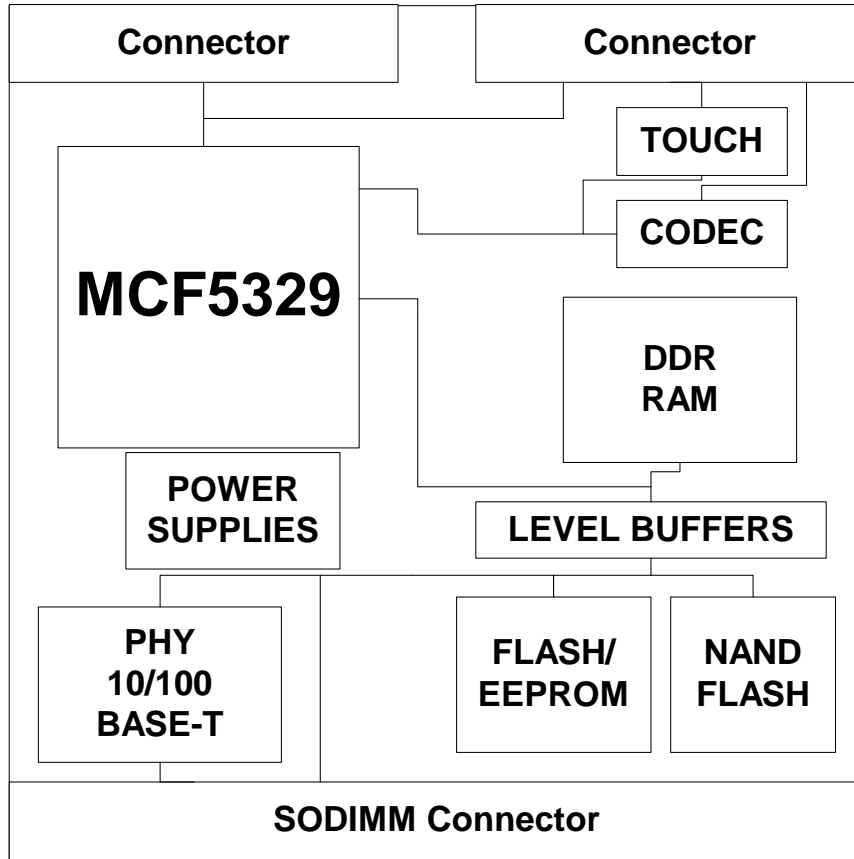 Connector
Connector
TOUCH
CODEC
MCF5329
DDR
RAM
POWER
SUPPLIES
LEVEL BUFFERS
PHY
10/100
BASE-T
FLASH/
EEPROM
NAND
FLASH
SODIMM Connector